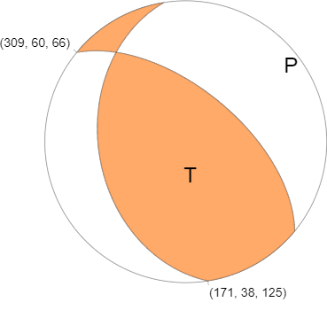 (309, 60, 66)
P
T
(171, 38, 125)